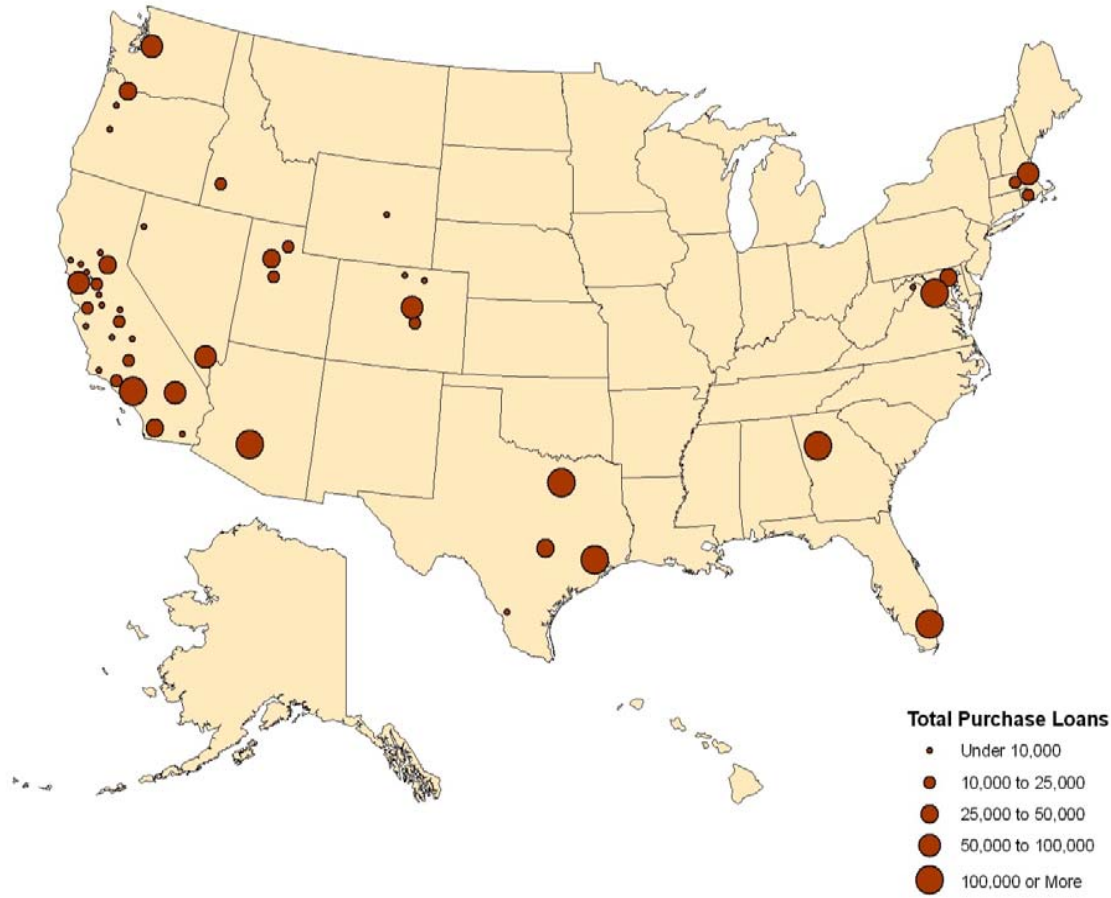 Total Purchase Loans
Under 10,000
10,000 to 25,000
25,000 to 50,000
50,000 to 100,000
100,000 or More